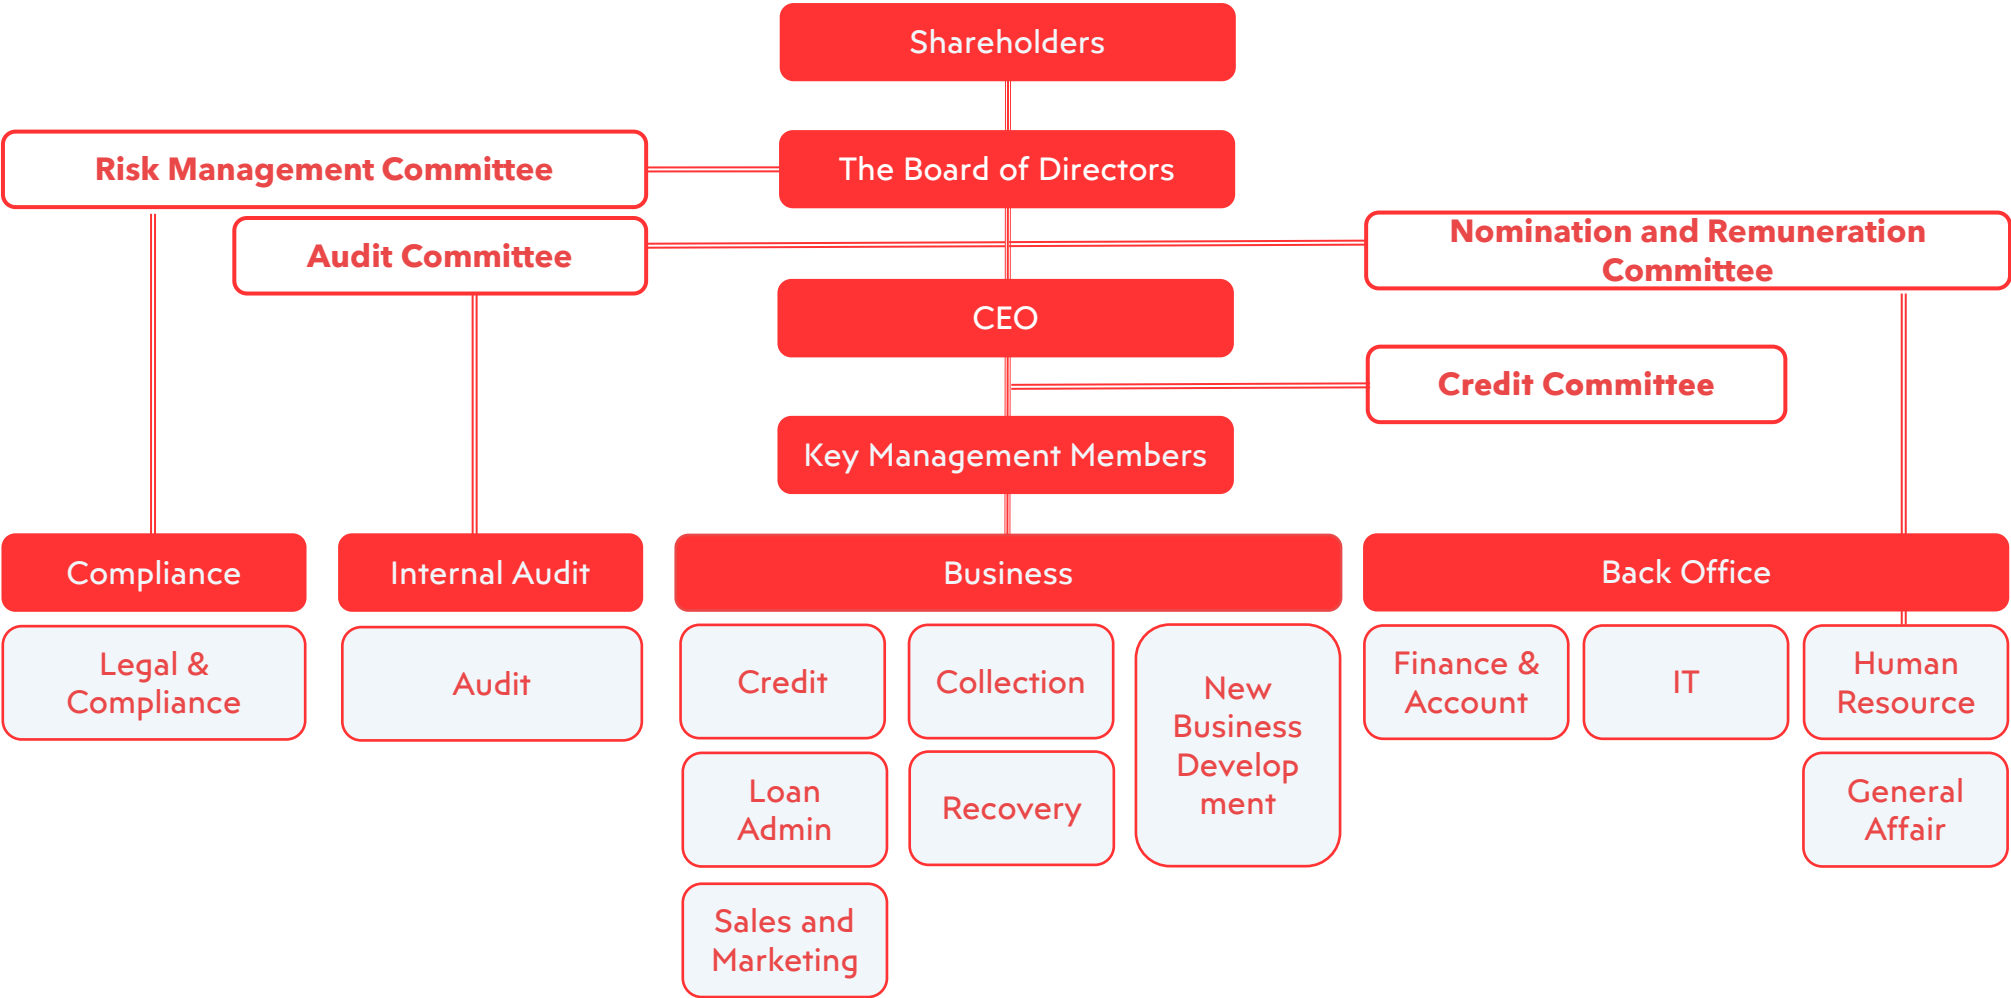 Shareholders
Risk Management Committee
The Board of Directors
Audit Committee
Nomination and Remuneration
Committee
CEO
Credit Committee
Key Management Members
Compliance
Internal Audit
Business
Back Office
Legal &
Compliance
Audit
Credit
Collection
New
Business
Develop
ment
Finance &
Account
IT
Human
Resource
Loan
Admin
Recovery
General
Affair
Sales and
Marketing